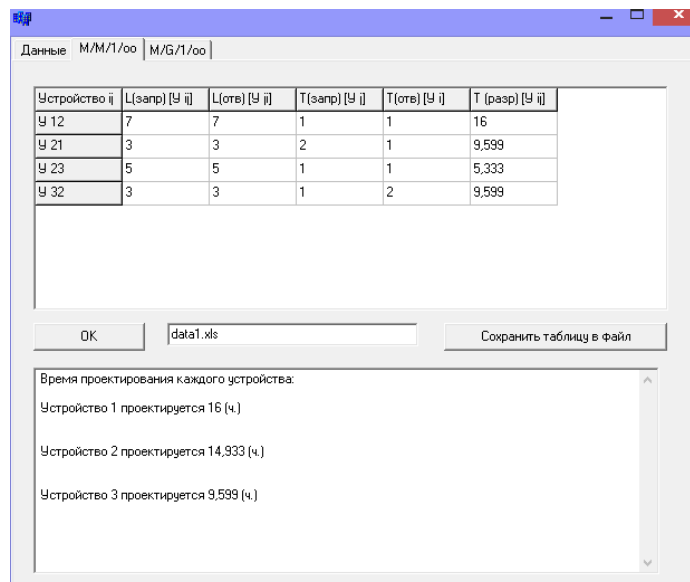 Данные M/M/1/oo M/G/1/oo
Устройство ij L(запр) [У ij] L(отв) [У ji] T(запр) [У j] T(отв) [У i] T (разр) [У ij]
У 12 7 7 1 1 16
У 21 3 3 2 1 9,599
У 23 5 5 1 1 5,333
У 32 3 3 1 2 9,599
OK data1.xls Сохранить таблицу в файл
Время проектирования каждого устройства:
Устройство 1 проектируется 16 (ч.)
Устройство 2 проектируется 14,933 (ч.)
Устройство 3 проектируется 9,599 (ч.)